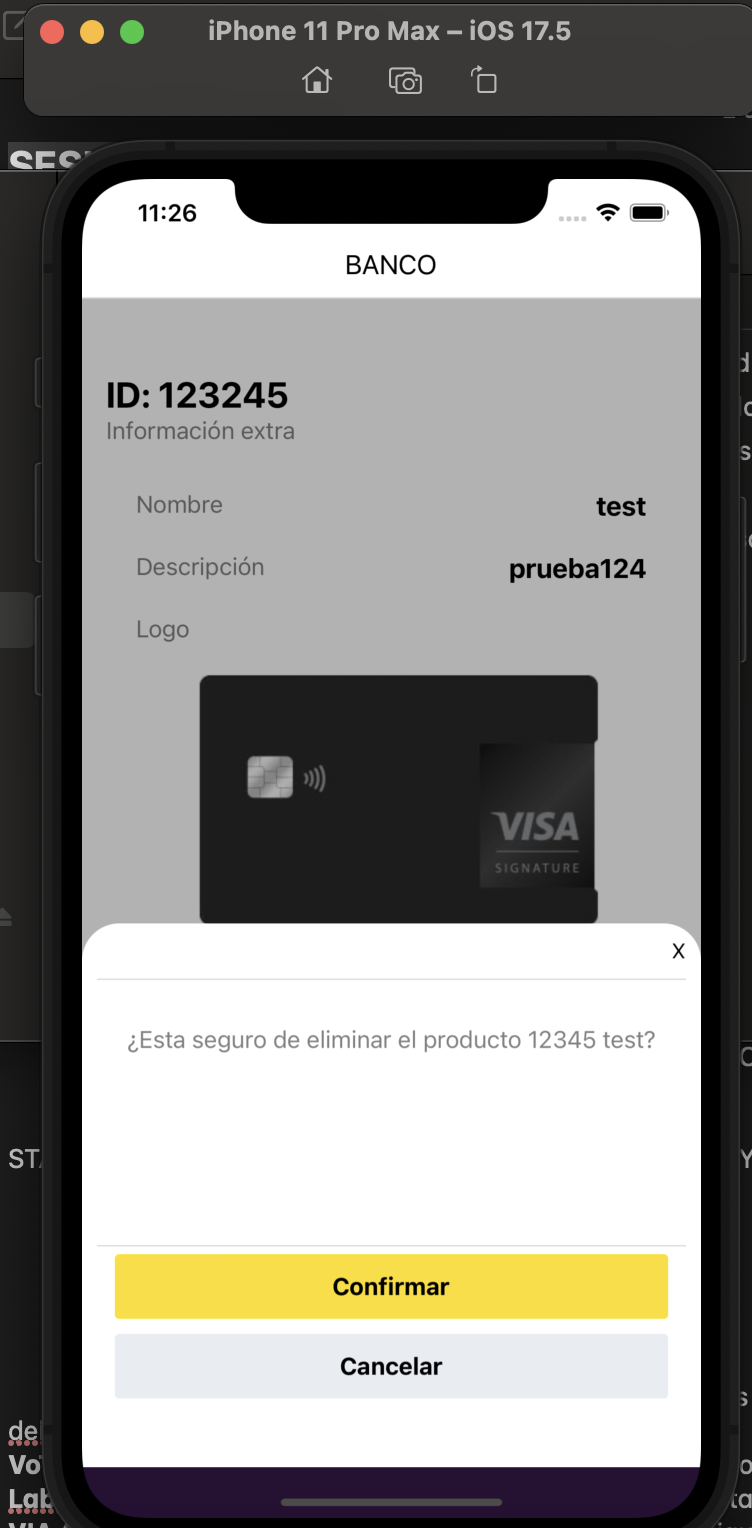 iPhone 11 Pro Max – iOS 17.5
11:26
BANCO
ID: 123245
Información extra
Nombre
test
Descripción
prueba124
Logo
VISA
SIGNATURE
X
¿Esta seguro de eliminar el producto 12345 test?
Confirmar
Cancelar